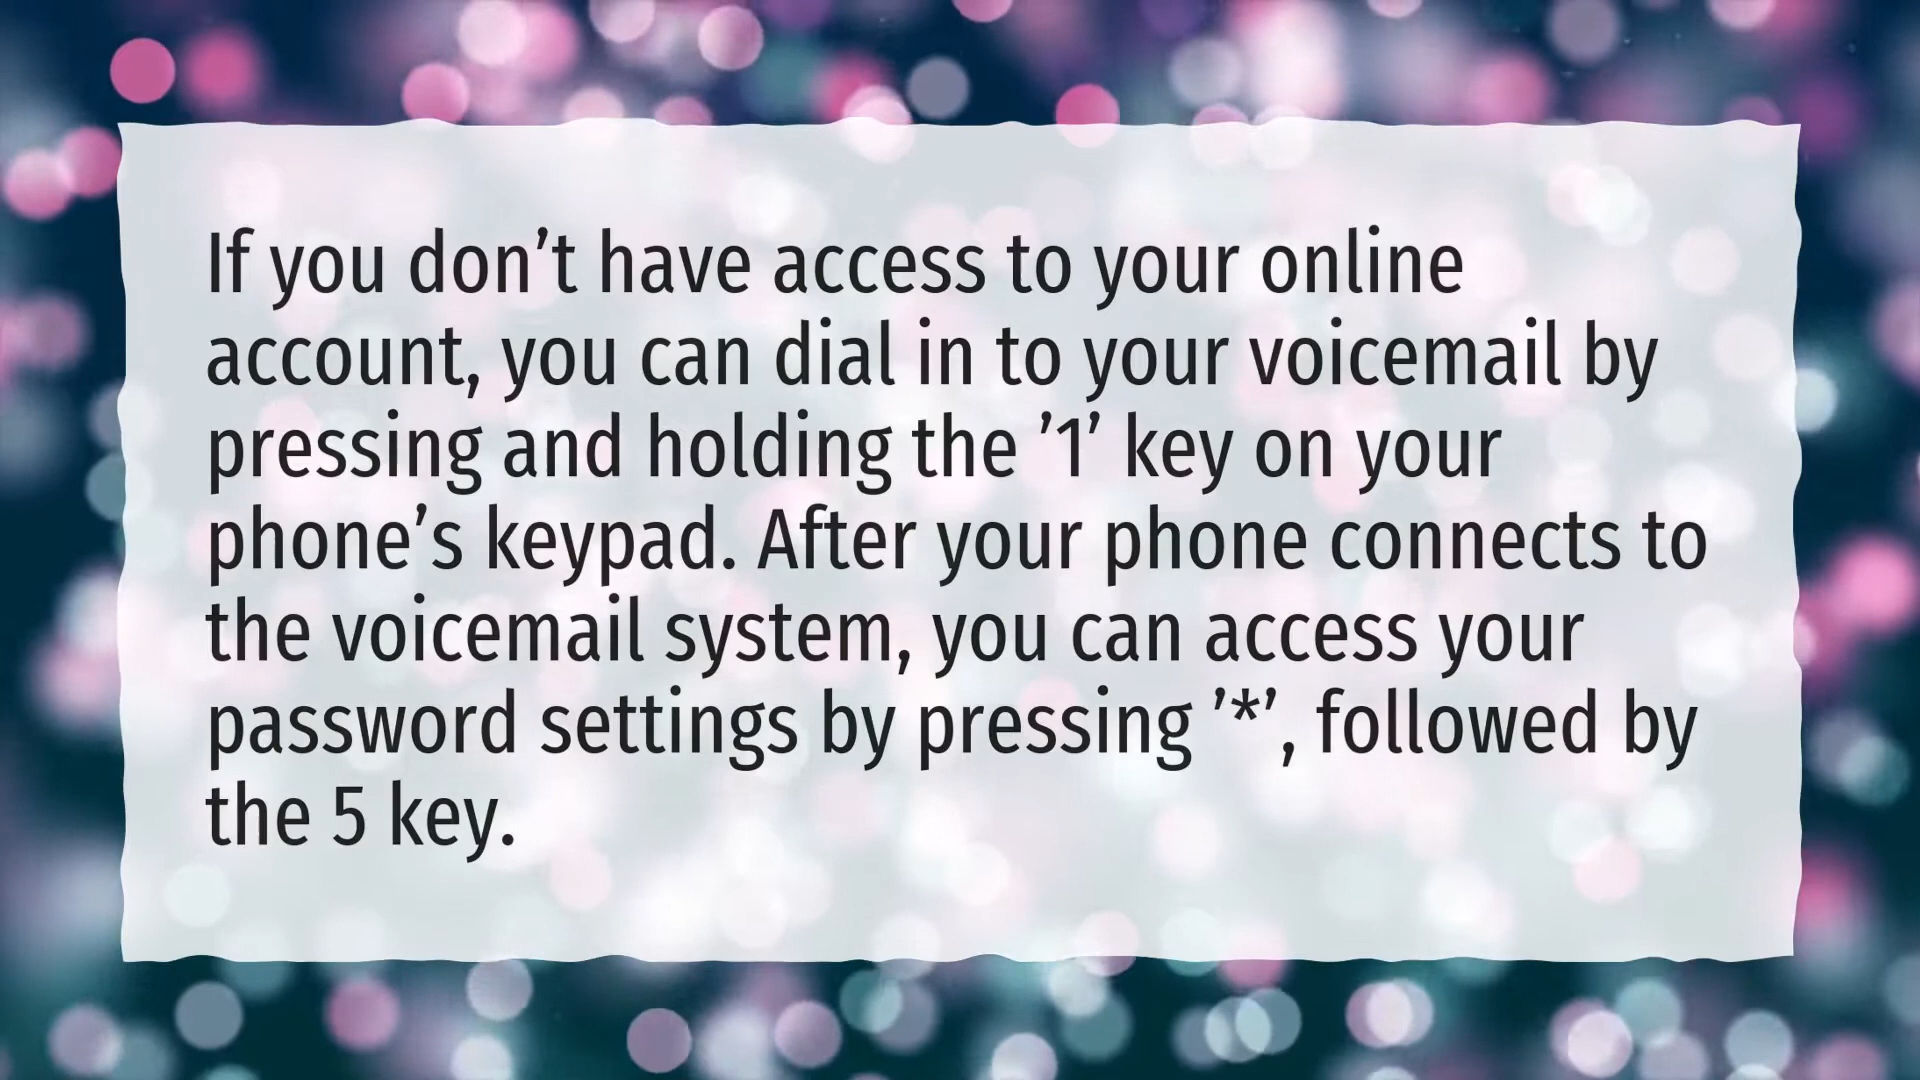 If you don’t have access to your online
account, you can dial in to your voicemail by
pressing and holding the ’1’ key on your
phone’s keypad. After your phone connects to
the voicemail system, you can access your
password settings by pressing ’*’, followed by
the 5 key.